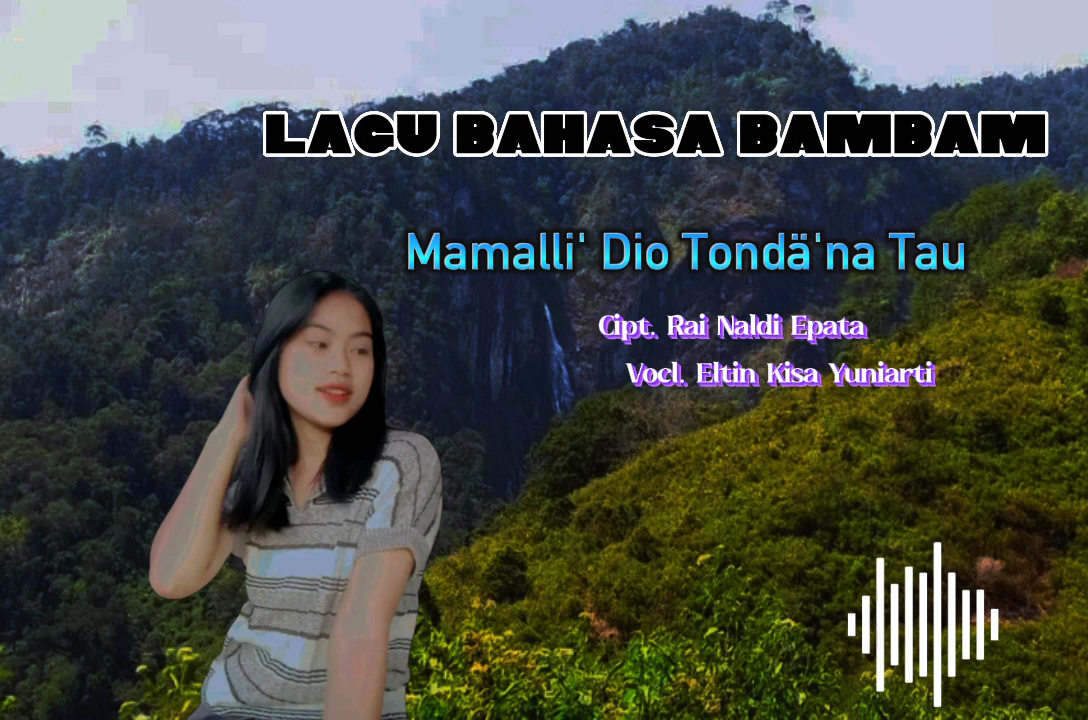 LAGU BAHASA BAMBAM
Mamalli' Dio Tondä'na Tau
Cipt. Rai Naldi Epata
Vocl. Eltin Kisa Yuniarti